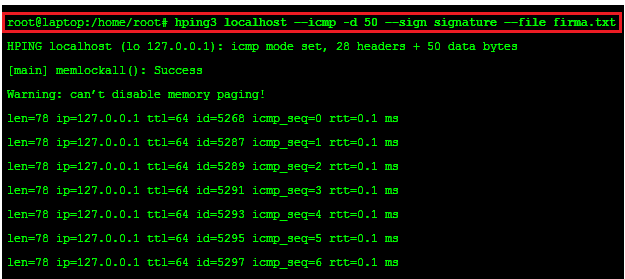 root@laptop:/home/root# hping3 localhost --icmp -d 50 --sign signature --file firma.txt
HPING localhost (lo 127.0.0.1): icmp mode set, 28 headers + 50 data bytes
[main] memlockall(): Success
Warning: can't disable memory paging!
len=78 ip=127.0.0.1 ttl=64 id=5268 icmp_seq=0 rtt=0.1 ms
len=78 ip=127.0.0.1 ttl=64 id=5287 icmp_seq=1 rtt=0.1 ms
len=78 ip=127.0.0.1 ttl=64 id=5289 icmp_seq=2 rtt=0.1 ms
len=78 ip=127.0.0.1 ttl=64 id=5291 icmp_seq=3 rtt=0.1 ms
len=78 ip=127.0.0.1 ttl=64 id=5293 icmp_seq=4 rtt=0.1 ms
len=78 ip=127.0.0.1 ttl=64 id=5295 icmp_seq=5 rtt=0.1 ms
len=78 ip=127.0.0.1 ttl=64 id=5297 icmp_seq=6 rtt=0.1 ms